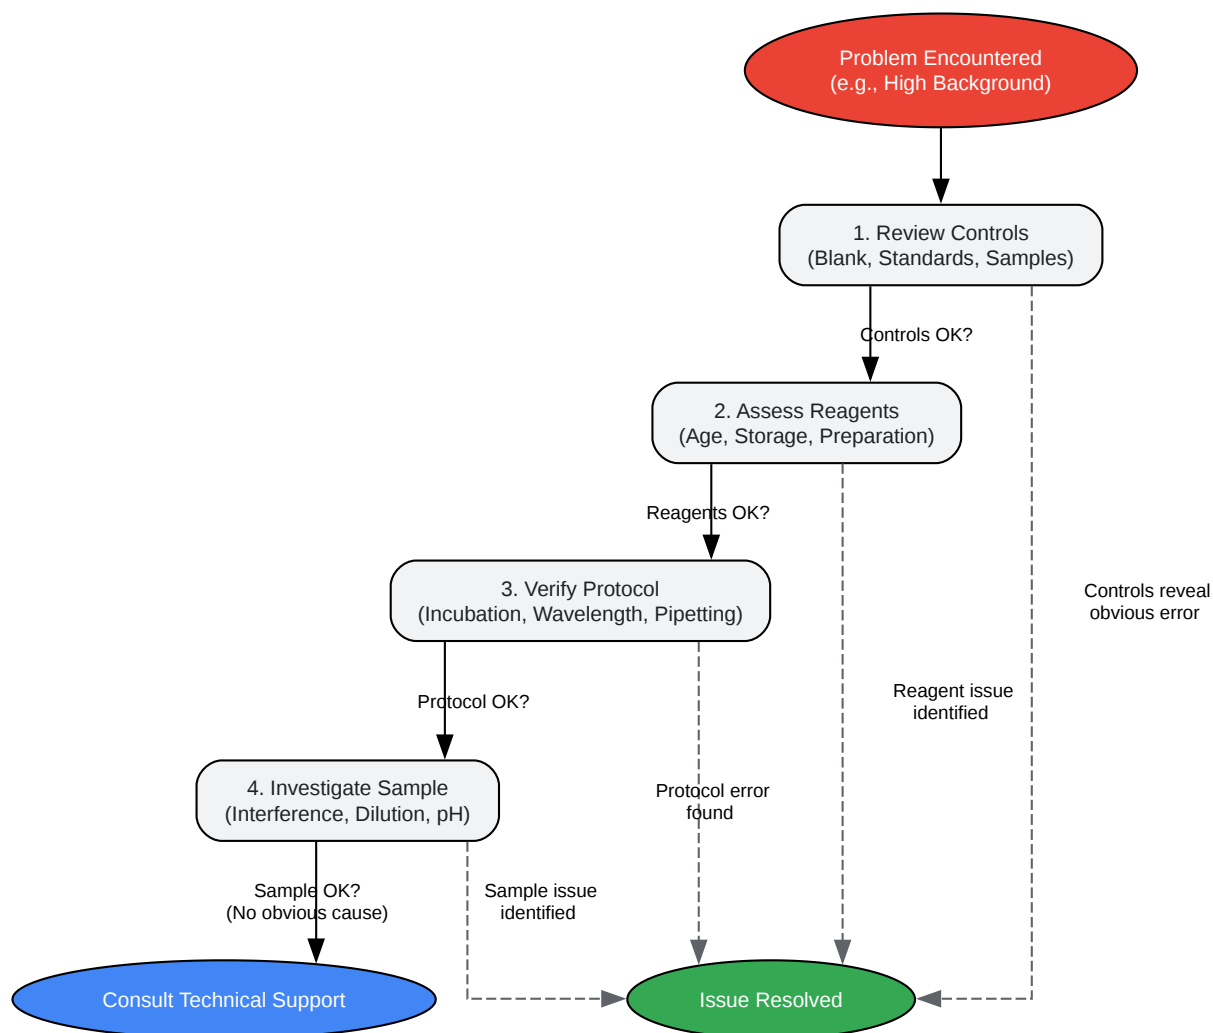 Problem Encountered
(e.g., High Background)
1. Review Controls
(Blank, Standards, Samples)
Controls OK?
2. Assess Reagents
(Age, Storage, Preparation)
Reagents OK?
3. Verify Protocol
(Incubation, Wavelength, Pipetting)
Controls reveal
obvious error
Protocol OK?
Reagent issue
identified
4. Investigate Sample
(Interference, Dilution, pH)
Protocol error
found
Sample OK?
(No obvious cause)
Sample issue
identified
Consult Technical Support
Issue Resolved